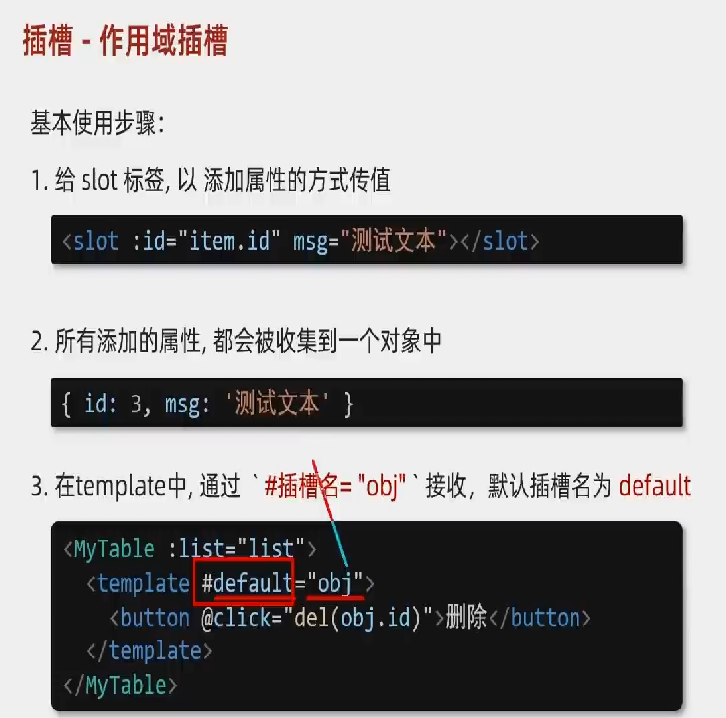 插槽 - 作用域插槽
基本使用步骤：
1. 给 slot 标签, 以 添加属性的方式传值
<slot :id="item.id" msg="测试文本"></slot>
2. 所有添加的属性, 都会被收集到一个对象中
{ id: 3, msg: '测试文本' }
3. 在template中, 通过 ` #插槽名= "obj" ` 接收，默认插槽名为 default
<MyTable :list="list">
<template #default="obj">
<button @click="del(obj.id)">删除</button>
</template>
</MyTable>